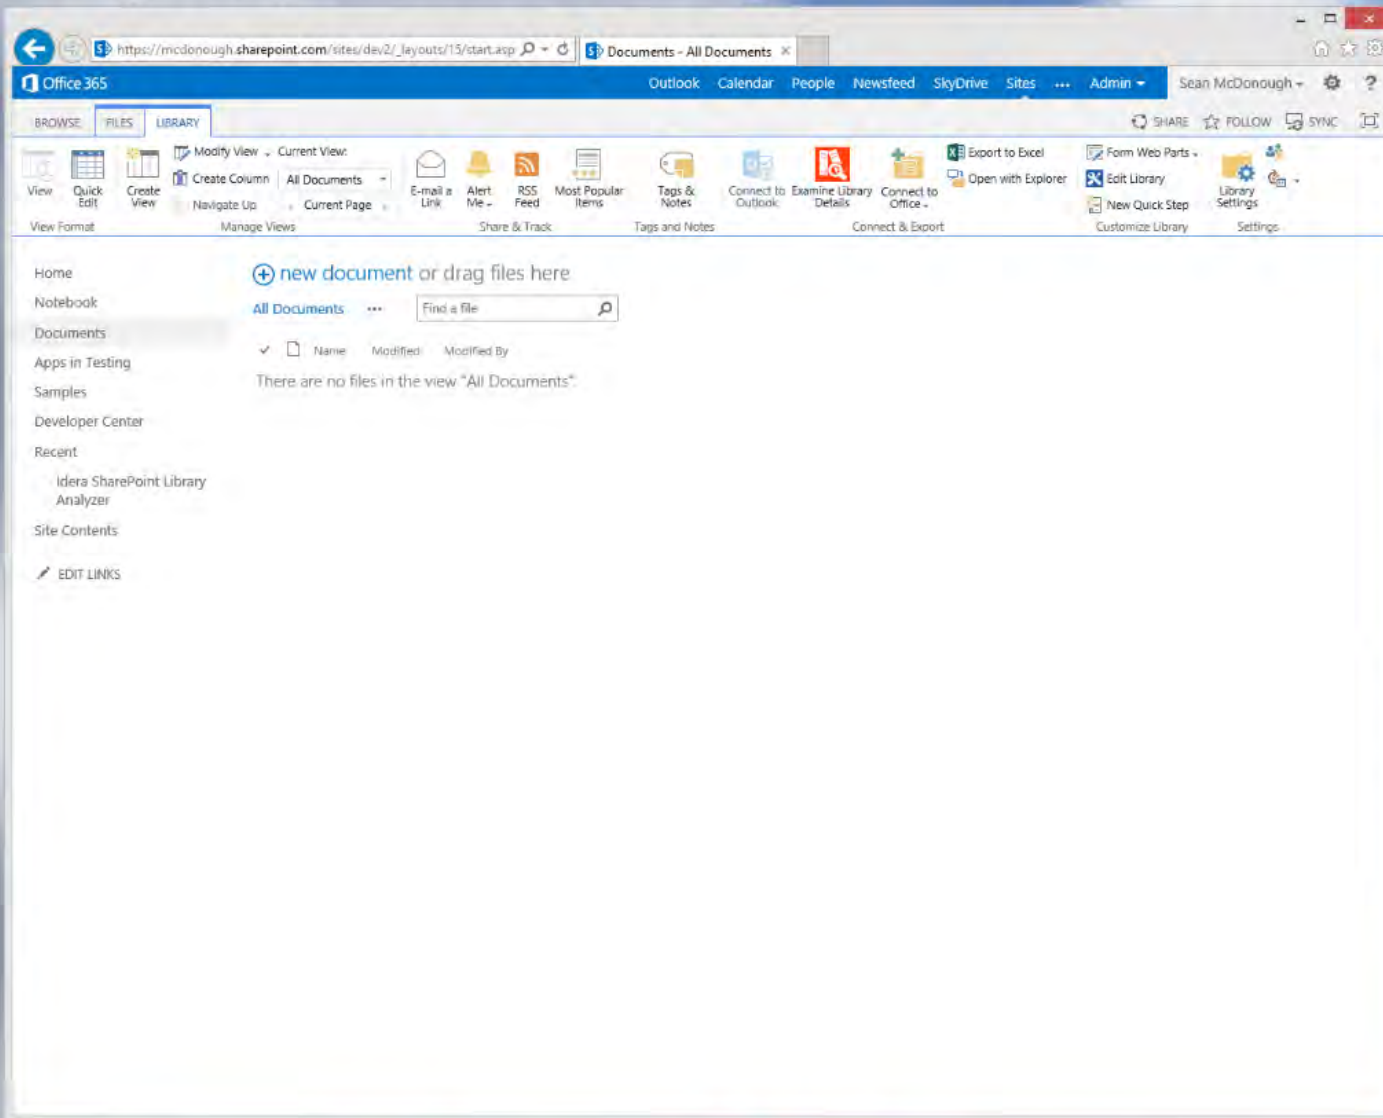 https://mcdonough.sharepoint.com/sites/dev2/_layouts/15/start.asp
Documents - All Documents
Office 365
Outlook Calendar People Newsfeed SkyDrive Sites ... Admin Sean McDonough ?
BROWSE FILES LIBRARY
SHARE FOLLOW SYNC
View
Quick
Edit
Create
View
Modify View
Create Column
Navigate Up
Current View:
All Documents
Current Page
E-mail a
Link
Alert
Me
RSS
Feed
Most Popular
Items
Tags &
Notes
Connect to
Outlook
Examine Library
Details
Connect to
Office
Export to Excel
Open with Explorer
Form Web Parts
Edit Library
New Quick Step
Library
Settings
View Format Manage Views Share & Track Tags and Notes Connect & Export Customize Library Settings
Home
Notebook
Documents
Apps in Testing
Samples
Developer Center
Recent
Idera SharePoint Library
Analyzer
Site Contents
EDIT LINKS
new document or drag files here
All Documents ... Find a file
Name Modified Modified By
There are no files in the view "All Documents".